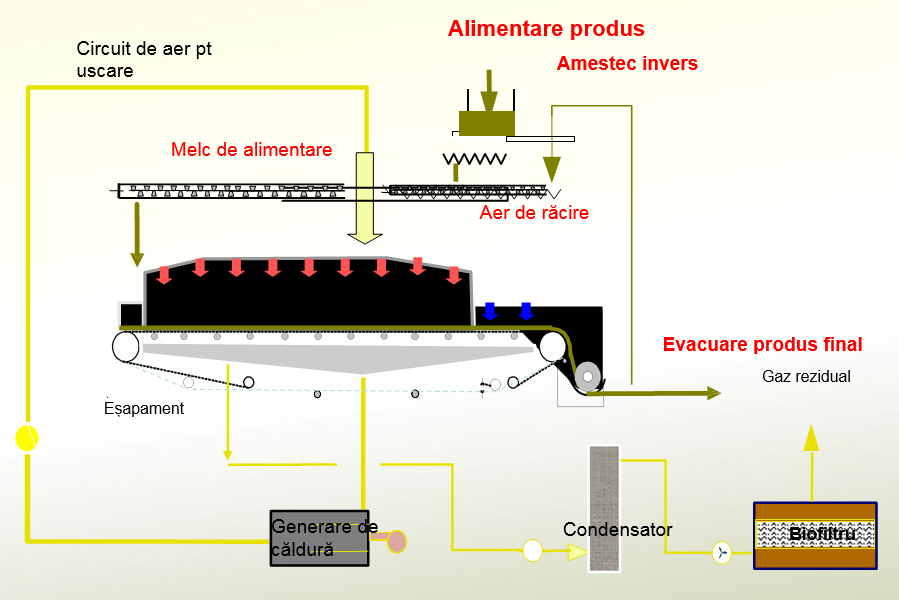 Alimentare produs
Circuit de aer pt
uscare
Amestec invers
Melc de alimentare
Aer de răcire
Evacuare produs final
Gaz rezidual
Eșapament
Generare de
căldură
Condensator
Biofiltru